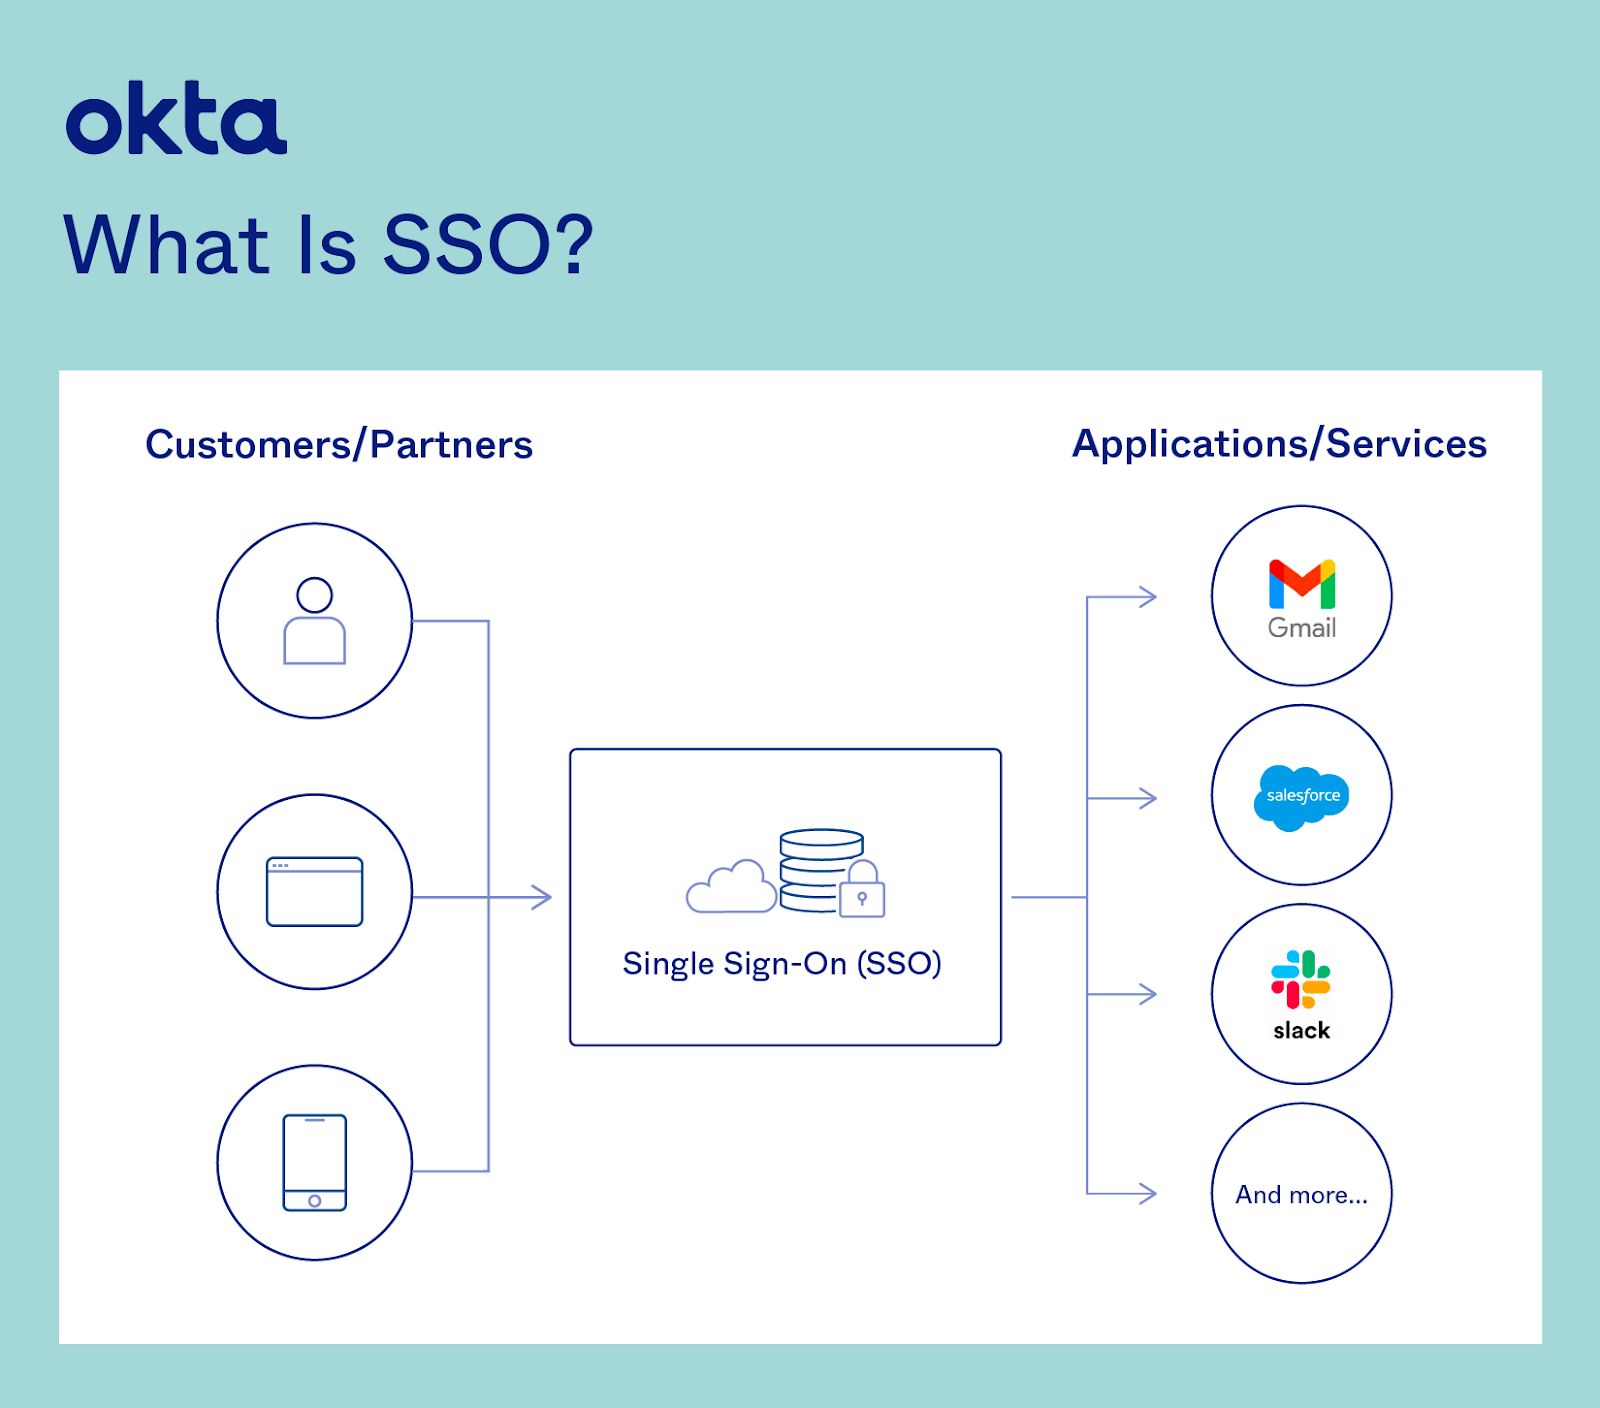 okta
What Is SSO?
Customers/Partners
Applications/Services
Gmail
salesforce
Single Sign-On (SSO)
slack
And more...